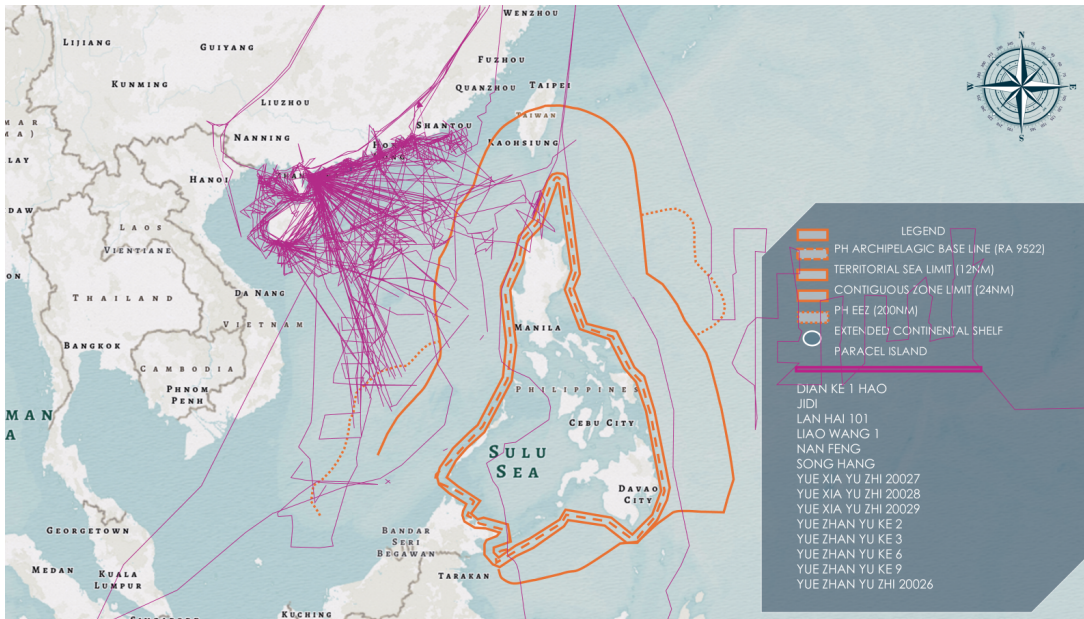 WENZHOU
LIJIANG
GUIYANG
FUZHOU
KUNMING
QUANZHOU
TAIPEI
LIUZHOU
TAIWAN
SHANTOU
NANNING
KAOHSIUNG
LAY
HANOI
DAW
LAOS
VIENTIANE
ON
DA NANG
THAILAND
VIETNAM
MANILA
BANGKOK
CAMBODIA
PHNOM
PENH
PHILIPPINES
MAN
A
CEBU CITY
SULU
SEA
DAVAO
CITY
GEORGETOWN
BANDAR
SERI
BEGAWAN
MEDAN
KUALA
LUMPUR
TARAKAN
KUCHING
N
W
E
S
LEGEND
PH ARCHIPELAGIC BASE LINE (RA 9522)
TERRITORIAL SEA LIMIT (12NM)
CONTIGUOUS ZONE LIMIT (24NM)
PH EEZ (200NM)
EXTENDED CONTINENTAL SHELF
PARACEL ISLAND
DIAN KE 1 HAO
JIDI
LAN HAI 101
LIAO WANG 1
NAN FENG
SONG HANG
YUE XIA YU ZHI 20027
YUE XIA YU ZHI 20028
YUE XIA YU ZHI 20029
YUE ZHAN YU KE 2
YUE ZHAN YU KE 3
YUE ZHAN YU KE 6
YUE ZHAN YU KE 9
YUE ZHAN YU ZHI 20026